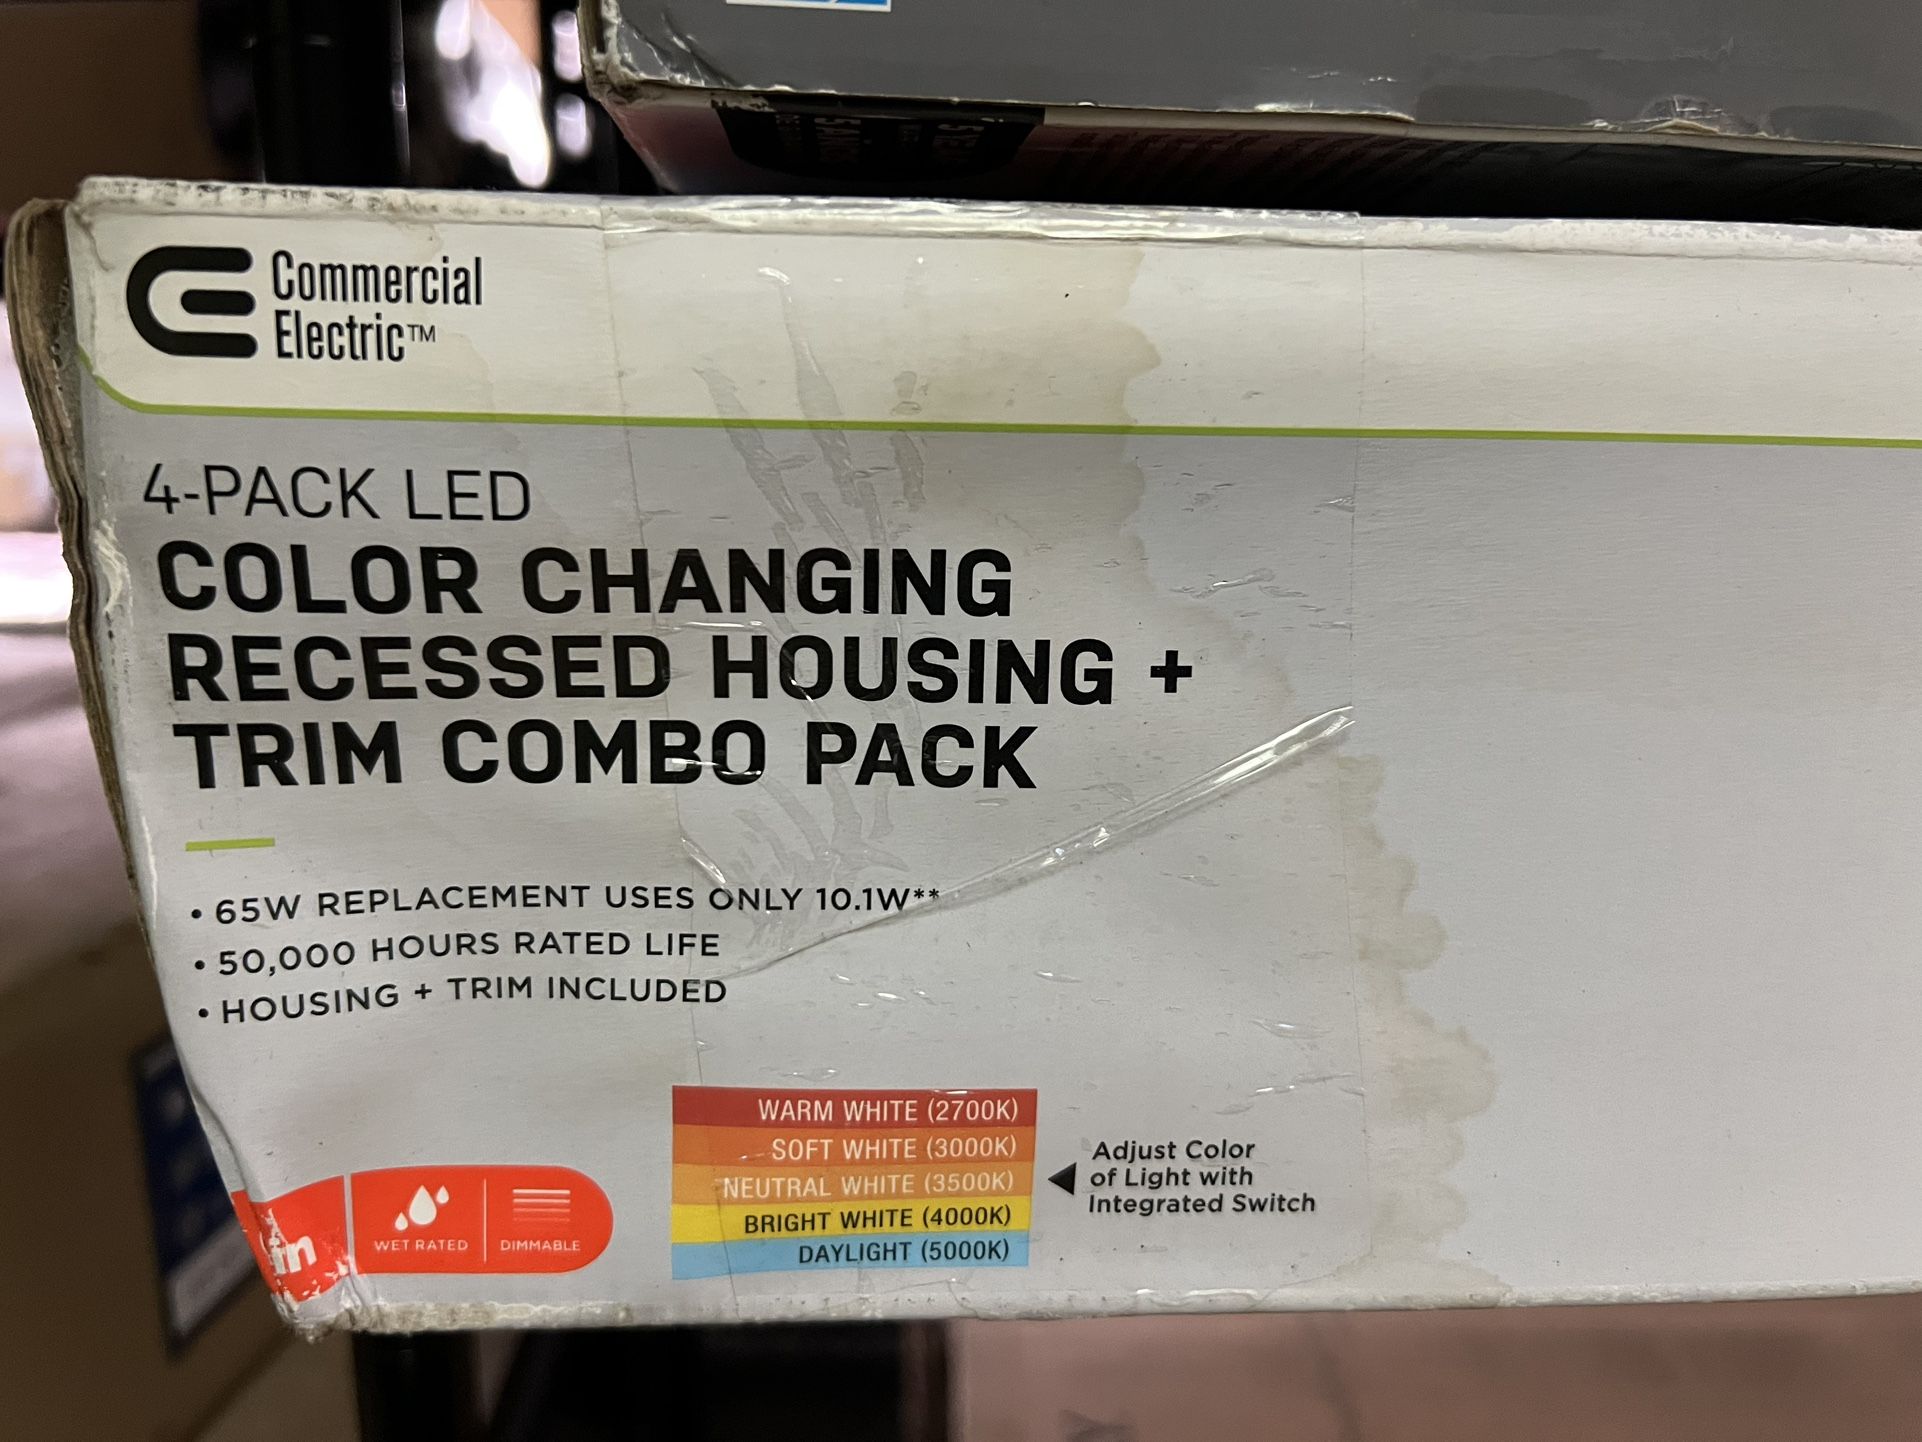 Commercial
Electric™
4-PACK LED
COLOR CHANGING
RECESSED HOUSING +
TRIM COMBO PACK
• 65W REPLACEMENT USES ONLY 10.1W**
• 50,000 HOURS RATED LIFE
• HOUSING + TRIM INCLUDED
WARM WHITE (2700K)
SOFT WHITE (3000K)
NEUTRAL WHITE (3500K)
BRIGHT WHITE (4000K)
DAYLIGHT (5000K)
Adjust Color
of Light with
Integrated Switch
in
WET RATED
DIMMABLE